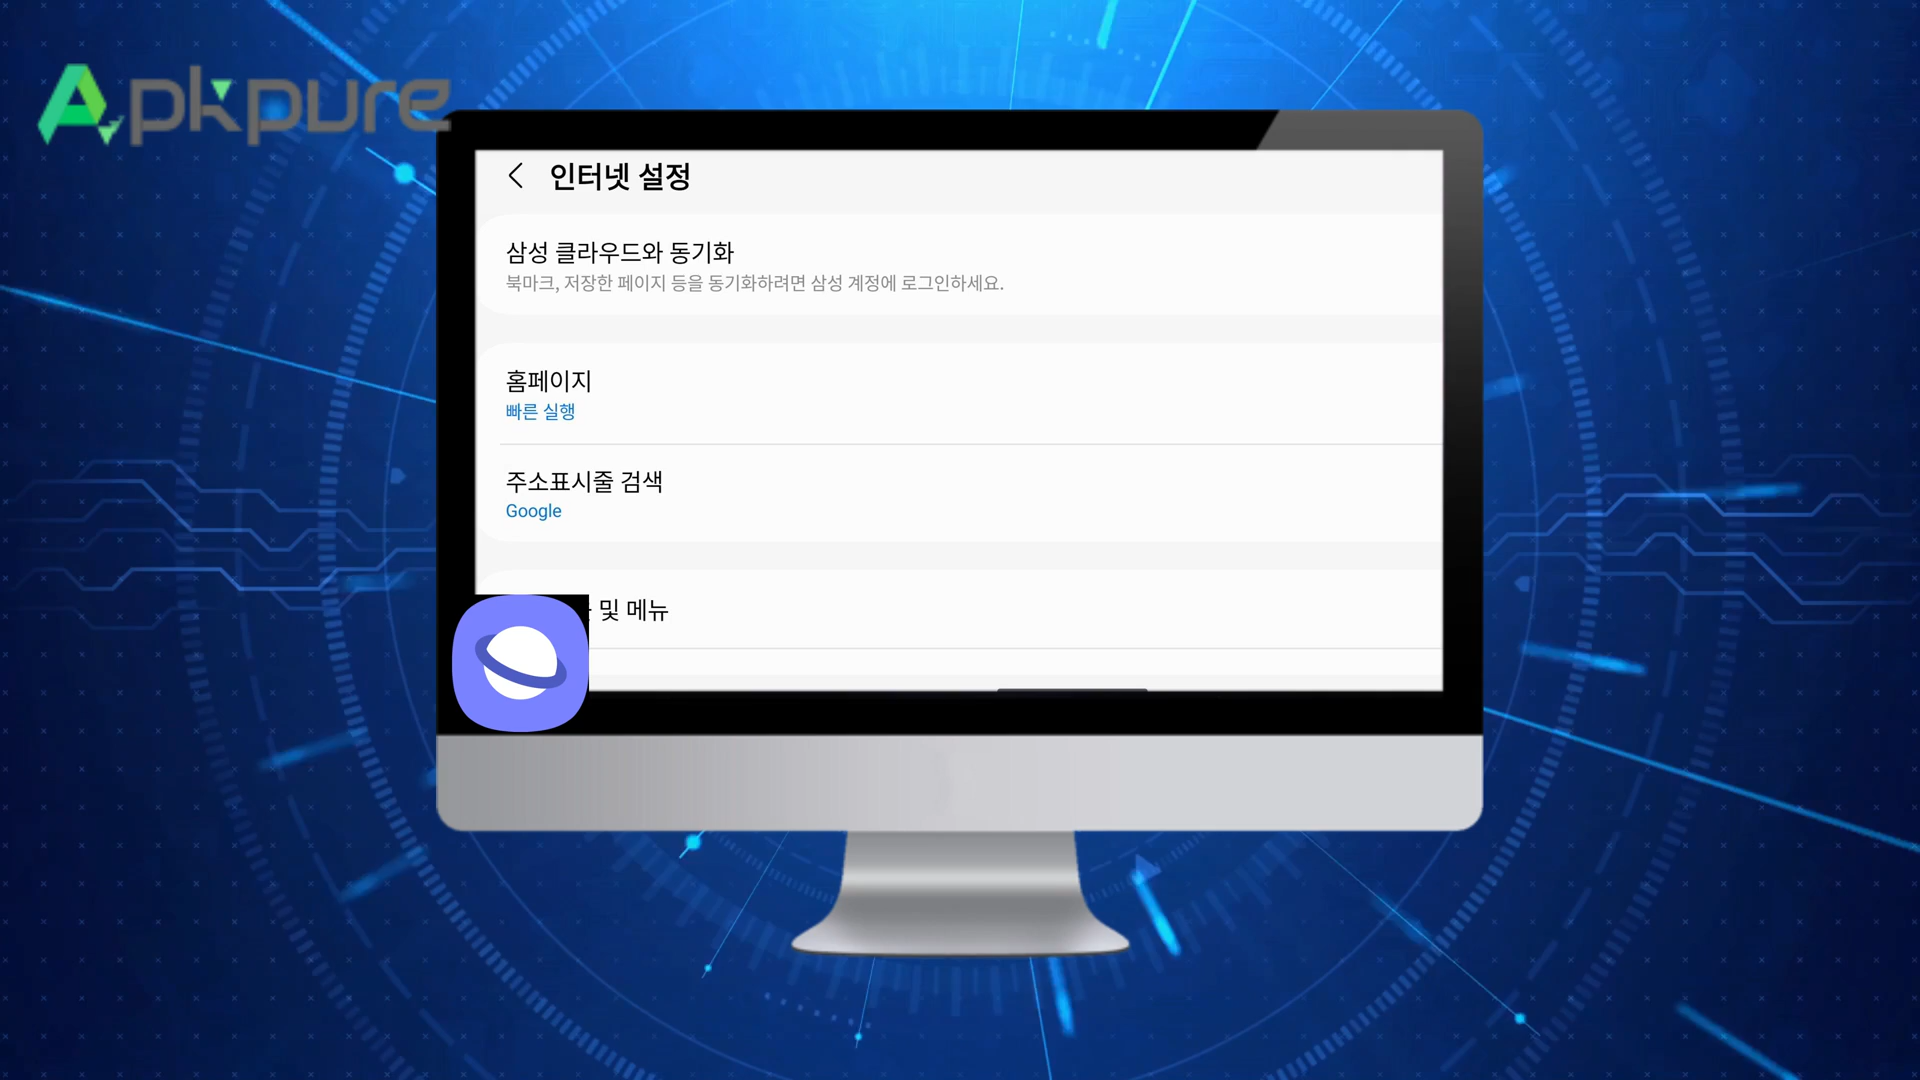 Apkpure
인터넷 설정
삼성 클라우드와 동기화
북마크, 저장한 페이지 등을 동기화하려면 삼성 계정에 로그인하세요.
홈페이지
빠른 실행
주소표시줄 검색
Google
및 메뉴